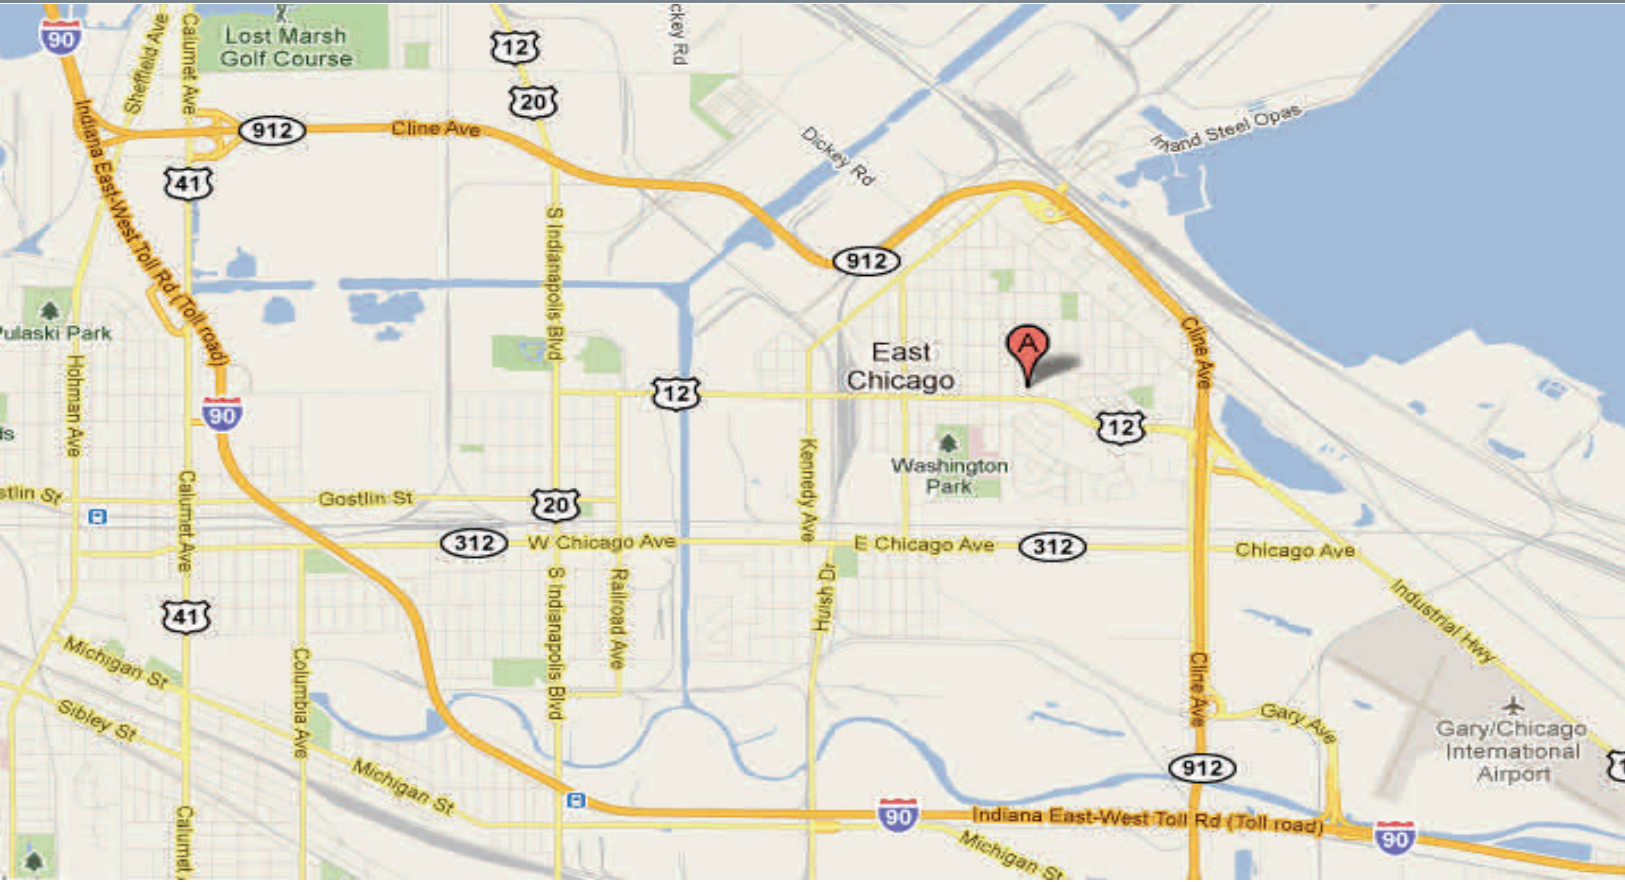 90
Sheffield Ave
Calumet Ave
Lost Marsh
Golf Course
12
20
ckey Rd
912
Cline Ave
Indiana East-West Toll Rd (Toll road)
41
Dickey Rd
Inland Steel Opas
S Indianapolis Blvd
912
Pulaski Park
Hohman Ave
A
East
Chicago
Cline Ave
12
12
90
ds
Washington
Park
Kennedy Ave
stlin St
Gostlin St
20
Calumet Ave
312
W Chicago Ave
E Chicago Ave
312
Chicago Ave
Huish Dr
Railroad Ave
S Indianapolis Blvd
Industrial Hwy
41
Michigan St
Columbia Ave
Sibley St
Cline Ave
Gary Ave
Gary/Chicago
International
Airport
912
1
Michigan St
Calumet
90
Indiana East-West Toll Rd (Toll road)
90
Michigan St